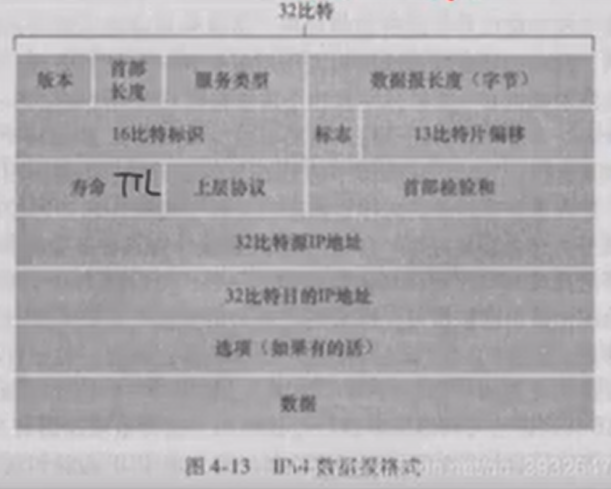 32比特
版本 首部长度 服务类型 数据报长度（字节）
16比特标识 标志 13比特片偏移
寿命 TTL 上层协议 首部检验和
32比特源IP地址
32比特目的IP地址
选项（如果有的话）
数据
图4-13 IPv4数据报格式